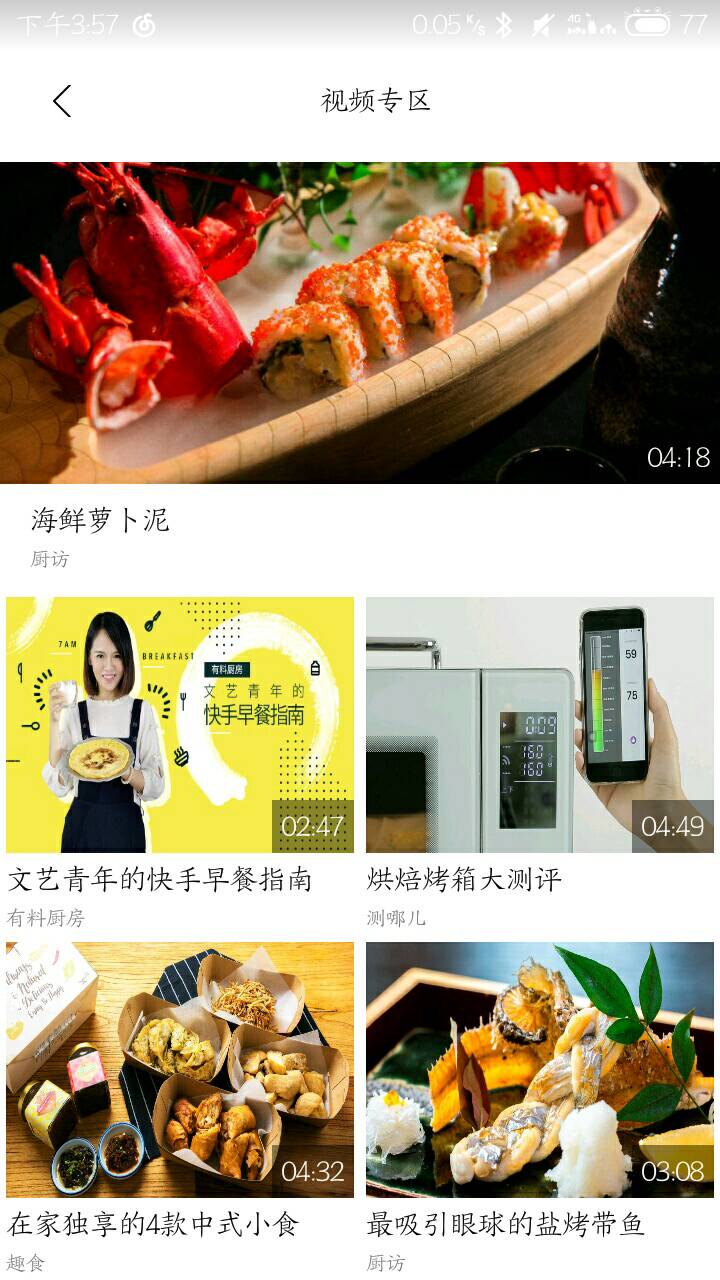 下午3:57
0.05 K/s
4G
77
视频专区
04:18
海鲜萝卜泥
厨访
7AM
BREAKFAST
有料厨房
文艺青年的
快手早餐指南
02:47
0:09
160
160
59
75
04:49
文艺青年的快手早餐指南
有料厨房
烘焙烤箱大测评
测哪儿
Natural
Delicious
Enjoy
04:32
03:08
在家独享的4款中式小食
趣食
最吸引眼球的盐烤带鱼
厨访